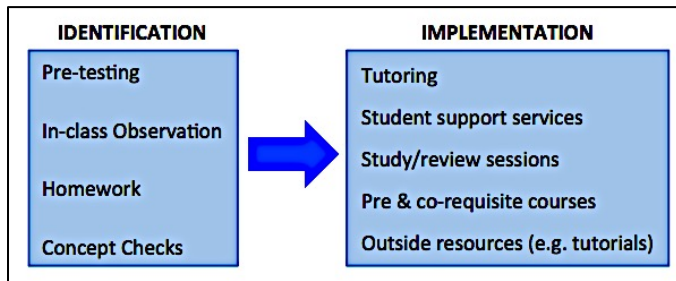 IDENTIFICATION
Pre-testing
In-class Observation
Homework
Concept Checks
IMPLEMENTATION
Tutoring
Student support services
Study/review sessions
Pre & co-requisite courses
Outside resources (e.g. tutorials)